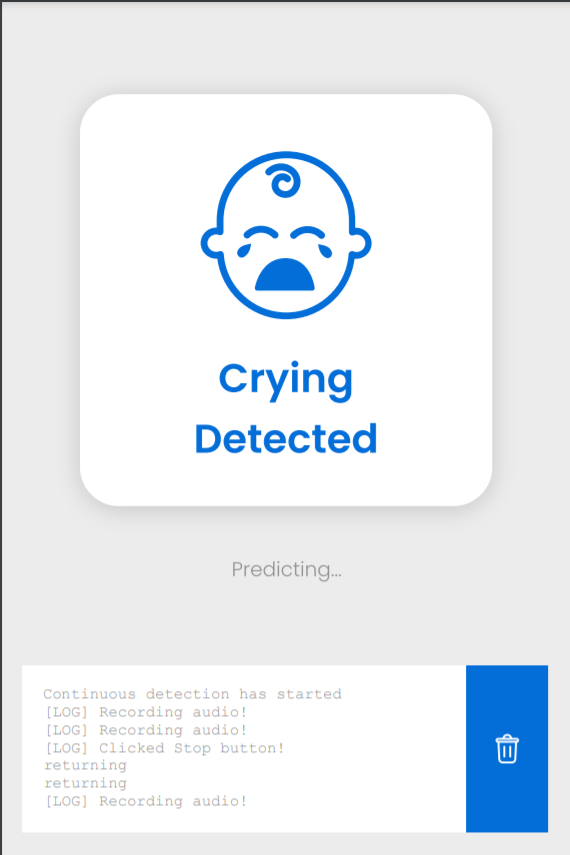 Crying
Detected
Predicting...
Continuous detection has started
[LOG] Recording audio!
[LOG] Recording audio!
[LOG] Clicked Stop button!
returning
returning
[LOG] Recording audio!